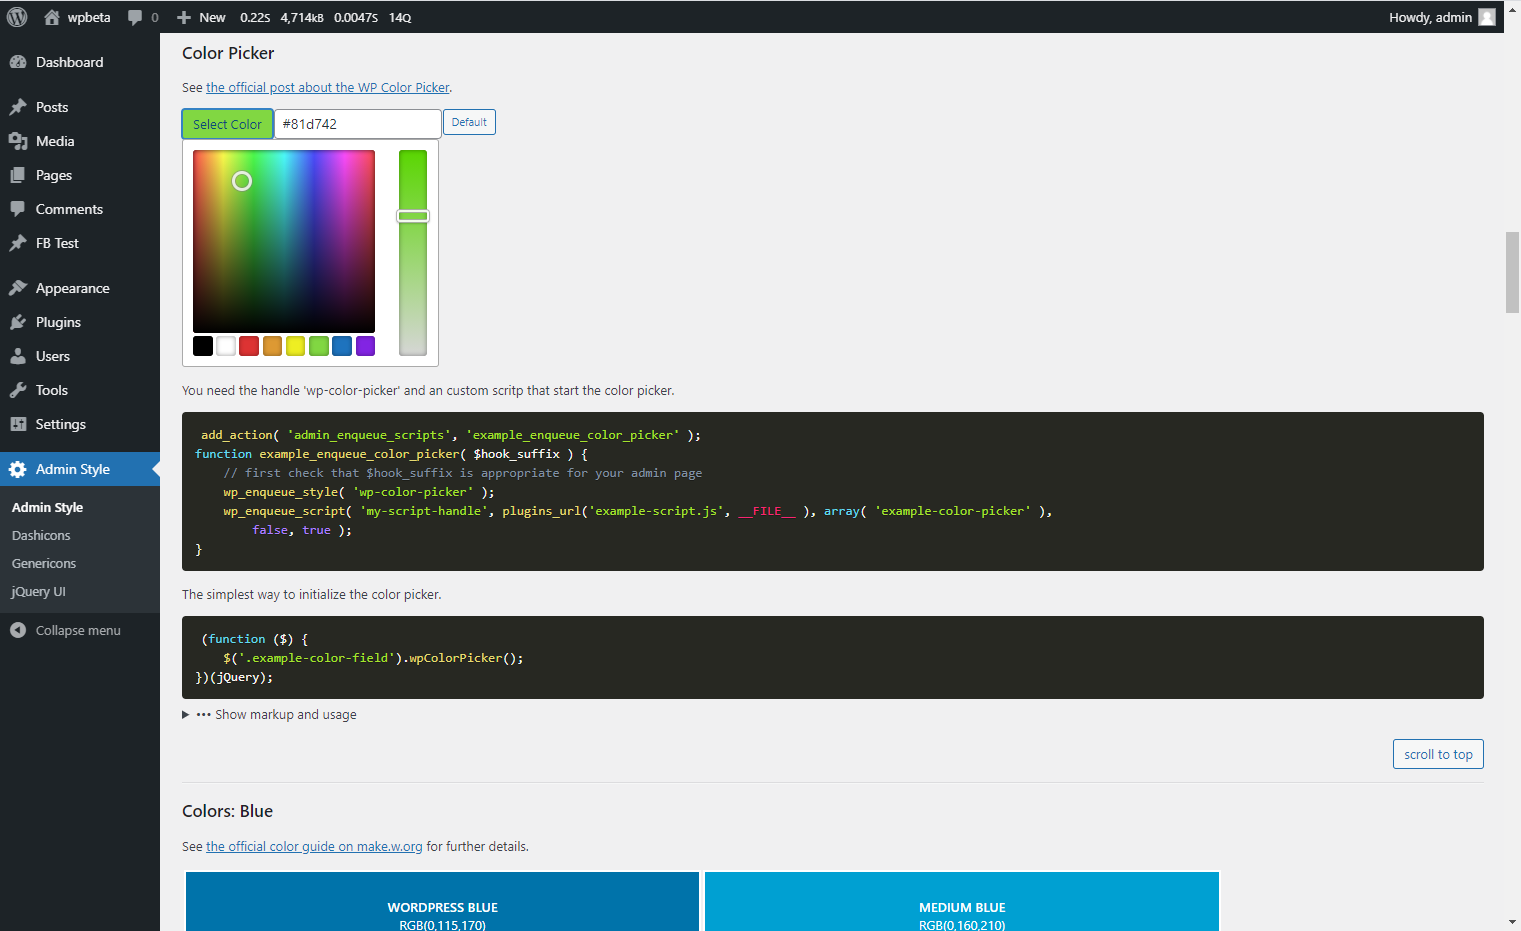 wpbeta 0 New 0.22s 4,714kB 0.0047s 14Q Howdy, admin
Dashboard
Posts
Media
Pages
Comments
FB Test
Appearance
Plugins
Users
Tools
Settings
Admin Style
Admin Style
Dashicons
Genericons
jQuery UI
Collapse menu
Color Picker
See the official post about the WP Color Picker.
Select Color #81d742 Default
You need the handle 'wp-color-picker' and an custom scritp that start the color picker.
add_action( 'admin_enqueue_scripts', 'example_enqueue_color_picker' );
function example_enqueue_color_picker( $hook_suffix ) {
// first check that $hook_suffix is appropriate for your admin page
wp_enqueue_style( 'wp-color-picker' );
wp_enqueue_script( 'my-script-handle', plugins_url('example-script.js', __FILE__ ), array( 'example-color-picker' ),
false, true );
}
The simplest way to initialize the color picker.
(function ($) {
$('.example-color-field').wpColorPicker();
})(jQuery);
••• Show markup and usage
scroll to top
Colors: Blue
See the official color guide on make.w.org for further details.
WORDPRESS BLUE MEDIUM BLUE
RGB(0,115,170) RGB(0,160,210)